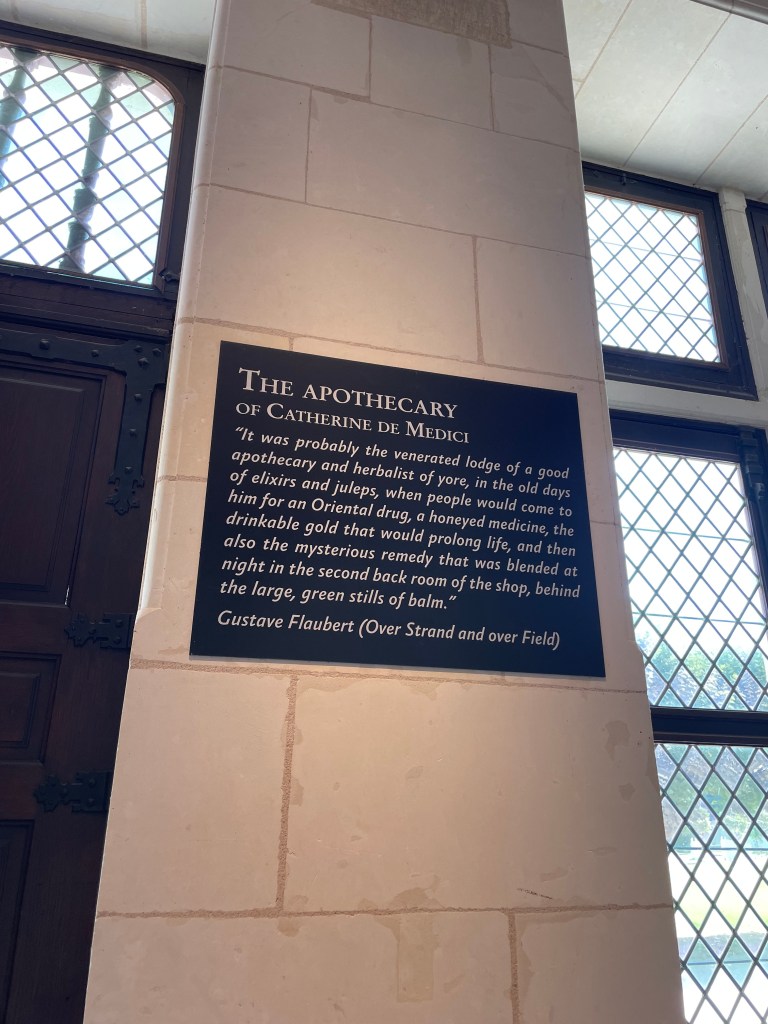 The apothecary
of Catherine de Medici
"It was probably the venerated lodge of a good
apothecary and herbalist of yore, in the old days
of elixirs and juleps, when people would come to
him for an Oriental drug, a honeyed medicine, the
drinkable gold that would prolong life, and then
also the mysterious remedy that was blended at
night in the second back room of the shop, behind
the large, green stills of balm."
Gustave Flaubert (Over Strand and over Field)